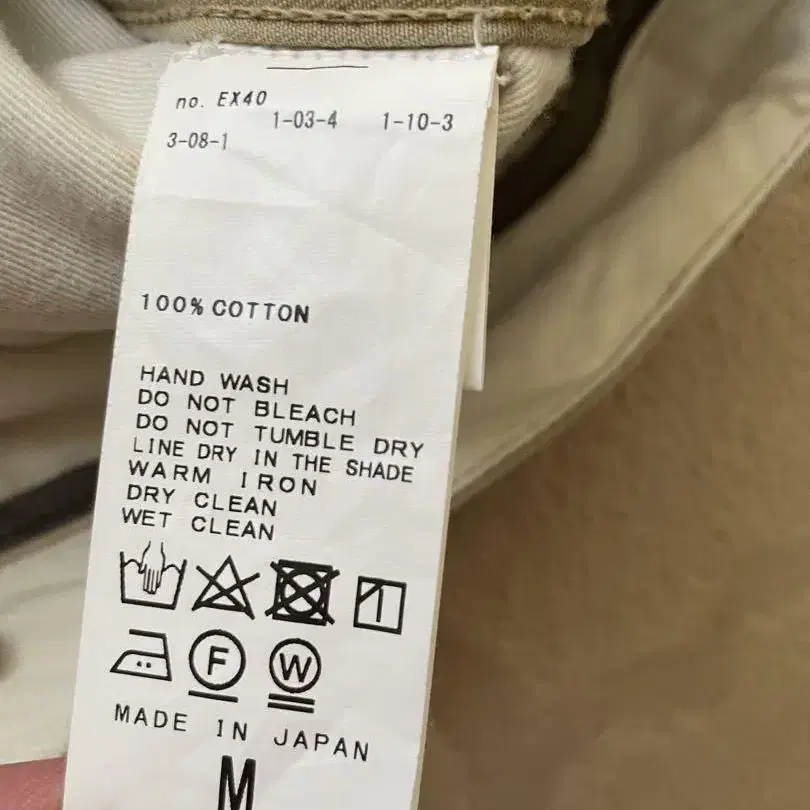 no. EX40
1-03-4 1-10-3
3-08-1
100% COTTON
HAND WASH
DO NOT BLEACH
DO NOT TUMBLE DRY
LINE DRY IN THE SHADE
WARM IRON
DRY CLEAN
WET CLEAN
F W
MADE IN JAPAN
M